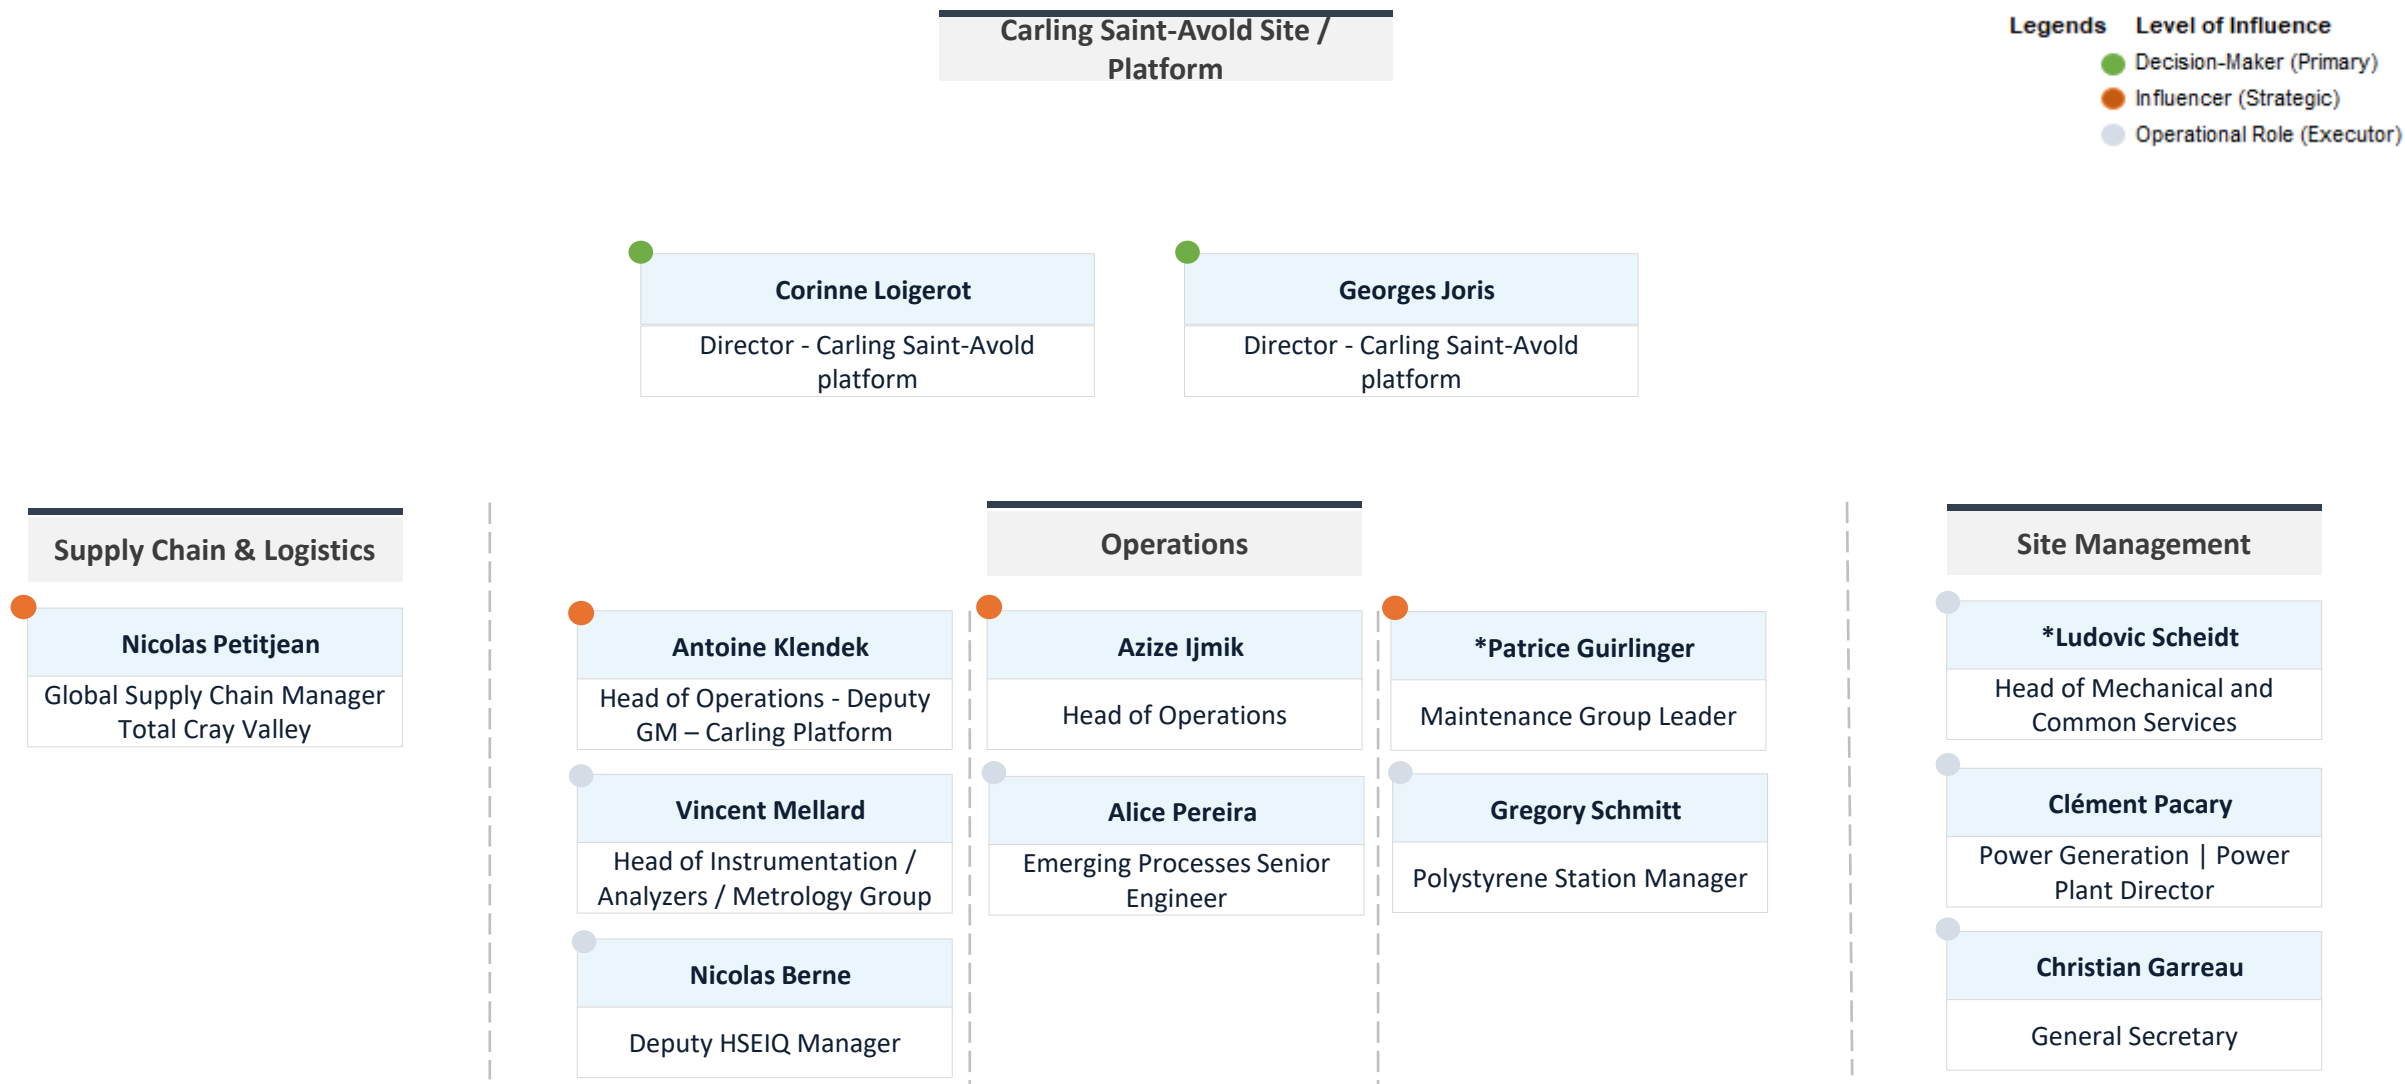 Carling Saint-Avold Site /
Platform
Legends Level of Influence
Decision-Maker (Primary)
Influencer (Strategic)
Operational Role (Executor)
Corinne Loigerot
Director - Carling Saint-Avold
platform
Georges Joris
Director - Carling Saint-Avold
platform
Supply Chain & Logistics
Nicolas Petitjean
Global Supply Chain Manager
Total Cray Valley
Operations
Antoine Klendek
Head of Operations - Deputy
GM – Carling Platform
Vincent Mellard
Head of Instrumentation /
Analyzers / Metrology Group
Nicolas Berne
Deputy HSEIQ Manager
Azize Ijmik
Head of Operations
Alice Pereira
Emerging Processes Senior
Engineer
*Patrice Guirlinger
Maintenance Group Leader
Gregory Schmitt
Polystyrene Station Manager
Site Management
*Ludovic Scheidt
Head of Mechanical and
Common Services
Clément Pacary
Power Generation | Power
Plant Director
Christian Garreau
General Secretary